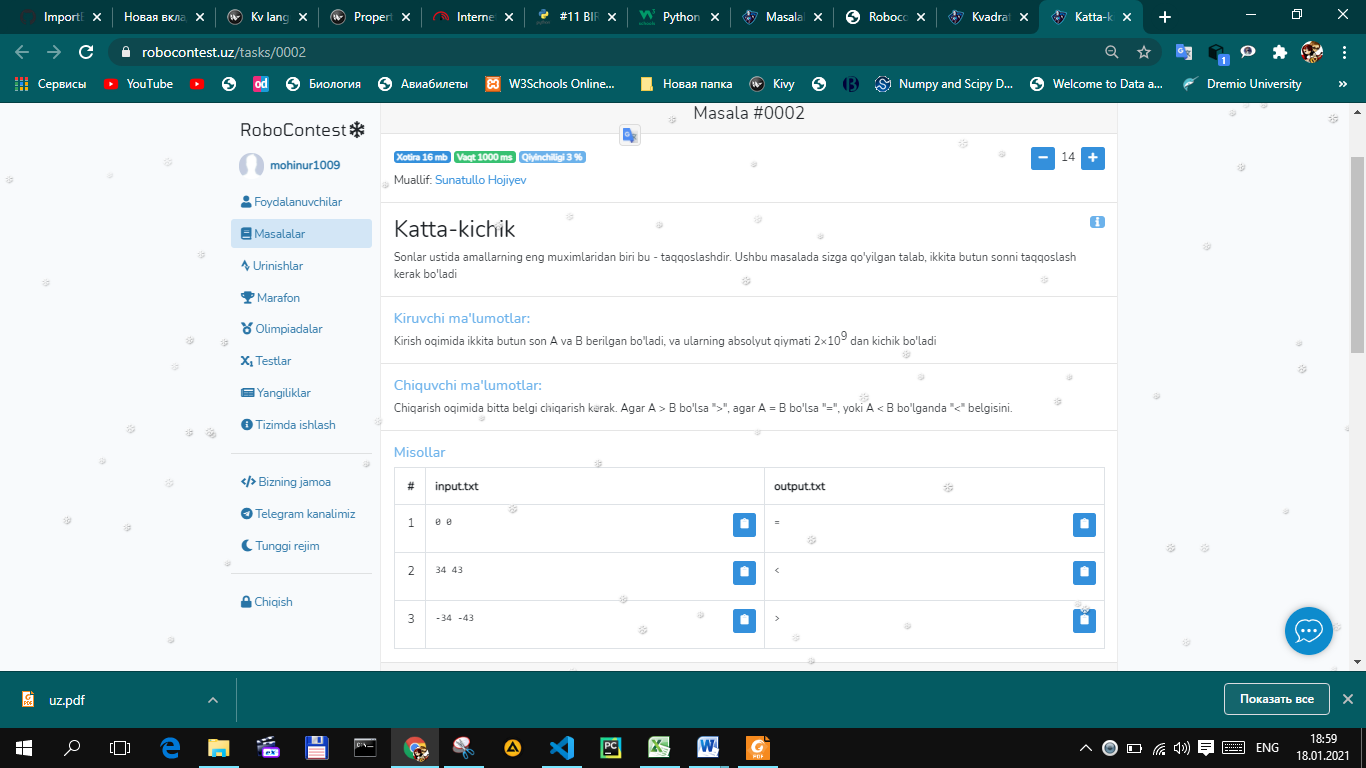 ImportE
Новая вкла
Kv lang
Propert
Interne
#11 BIR
Python
Masala
Roboco
Kvadrat
Katta-k
robocontest.uz/tasks/0002
Сервисы
YouTube
Биология
Авиабилеты
W3Schools Online...
Новая папка
Kivy
Numpy and Scipy D...
Welcome to Data a...
Dremio University
»
RoboContest
mohinur1009
Foydalanuvchilar
Masalalar
Urinishlar
Marafon
Olimpiadalar
Testlar
Yangiliklar
Tizimda ishlash
Bizning jamoa
Telegram kanalimiz
Tunggi rejim
Chiqish
Masala #0002
Xotira 16 mb Vaqt 1000 ms Qiyinchiligi 3 %
14
Muallif: Sunatullo Hojiyev
Katta-kichik
Sonlar ustida amallarning eng muximlaridan biri bu - taqqoslashdir. Ushbu masalada sizga qo'yilgan talab, ikkita butun sonni taqqoslash
kerak bo'ladi
Kiruvchi ma'lumotlar:
Kirish oqimida ikkita butun son A va B berilgan bo'ladi, va ularning absolyut qiymati 2×10⁹ dan kichik bo'ladi
Chiquvchi ma'lumotlar:
Chiqarish oqimida bitta belgi chiqarish kerak. Agar A > B bo'lsa ">", agar A = B bo'lsa "=", yoki A < B bo'lganda "<" belgisini.
Misollar
# input.txt output.txt
1 0 0 =
2 34 43 <
3 -34 -43 >
uz.pdf
Показать все
ENG
18:59
18.01.2021